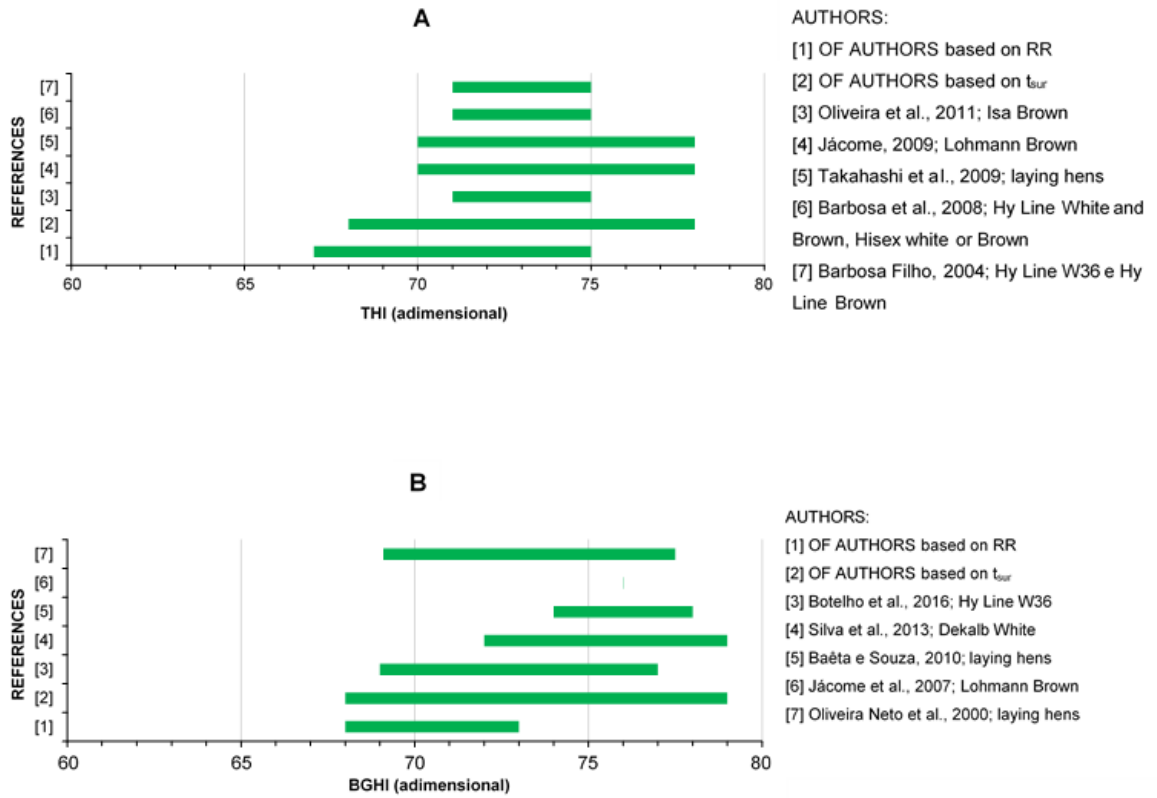 A
REFERENCES
[7]
[6]
[5]
[4]
[3]
[2]
[1]
60 65 70 75 80
THI (adimensional)
AUTHORS:
[1] OF AUTHORS based on RR
[2] OF AUTHORS based on tsur
[3] Oliveira et al., 2011; Isa Brown
[4] Jácome, 2009; Lohmann Brown
[5] Takahashi et al., 2009; laying hens
[6] Barbosa et al., 2008; Hy Line White and
Brown, Hisex white or Brown
[7] Barbosa Filho, 2004; Hy Line W36 e Hy
Line Brown
B
REFERENCES
[7]
[6]
[5]
[4]
[3]
[2]
[1]
60 65 70 75 80
BGHI (adimensional)
AUTHORS:
[1] OF AUTHORS based on RR
[2] OF AUTHORS based on tsur
[3] Botelho et al., 2016; Hy Line W36
[4] Silva et al., 2013; Dekalb White
[5] Baêta e Souza, 2010; laying hens
[6] Jácome et al., 2007; Lohmann Brown
[7] Oliveira Neto et al., 2000; laying hens